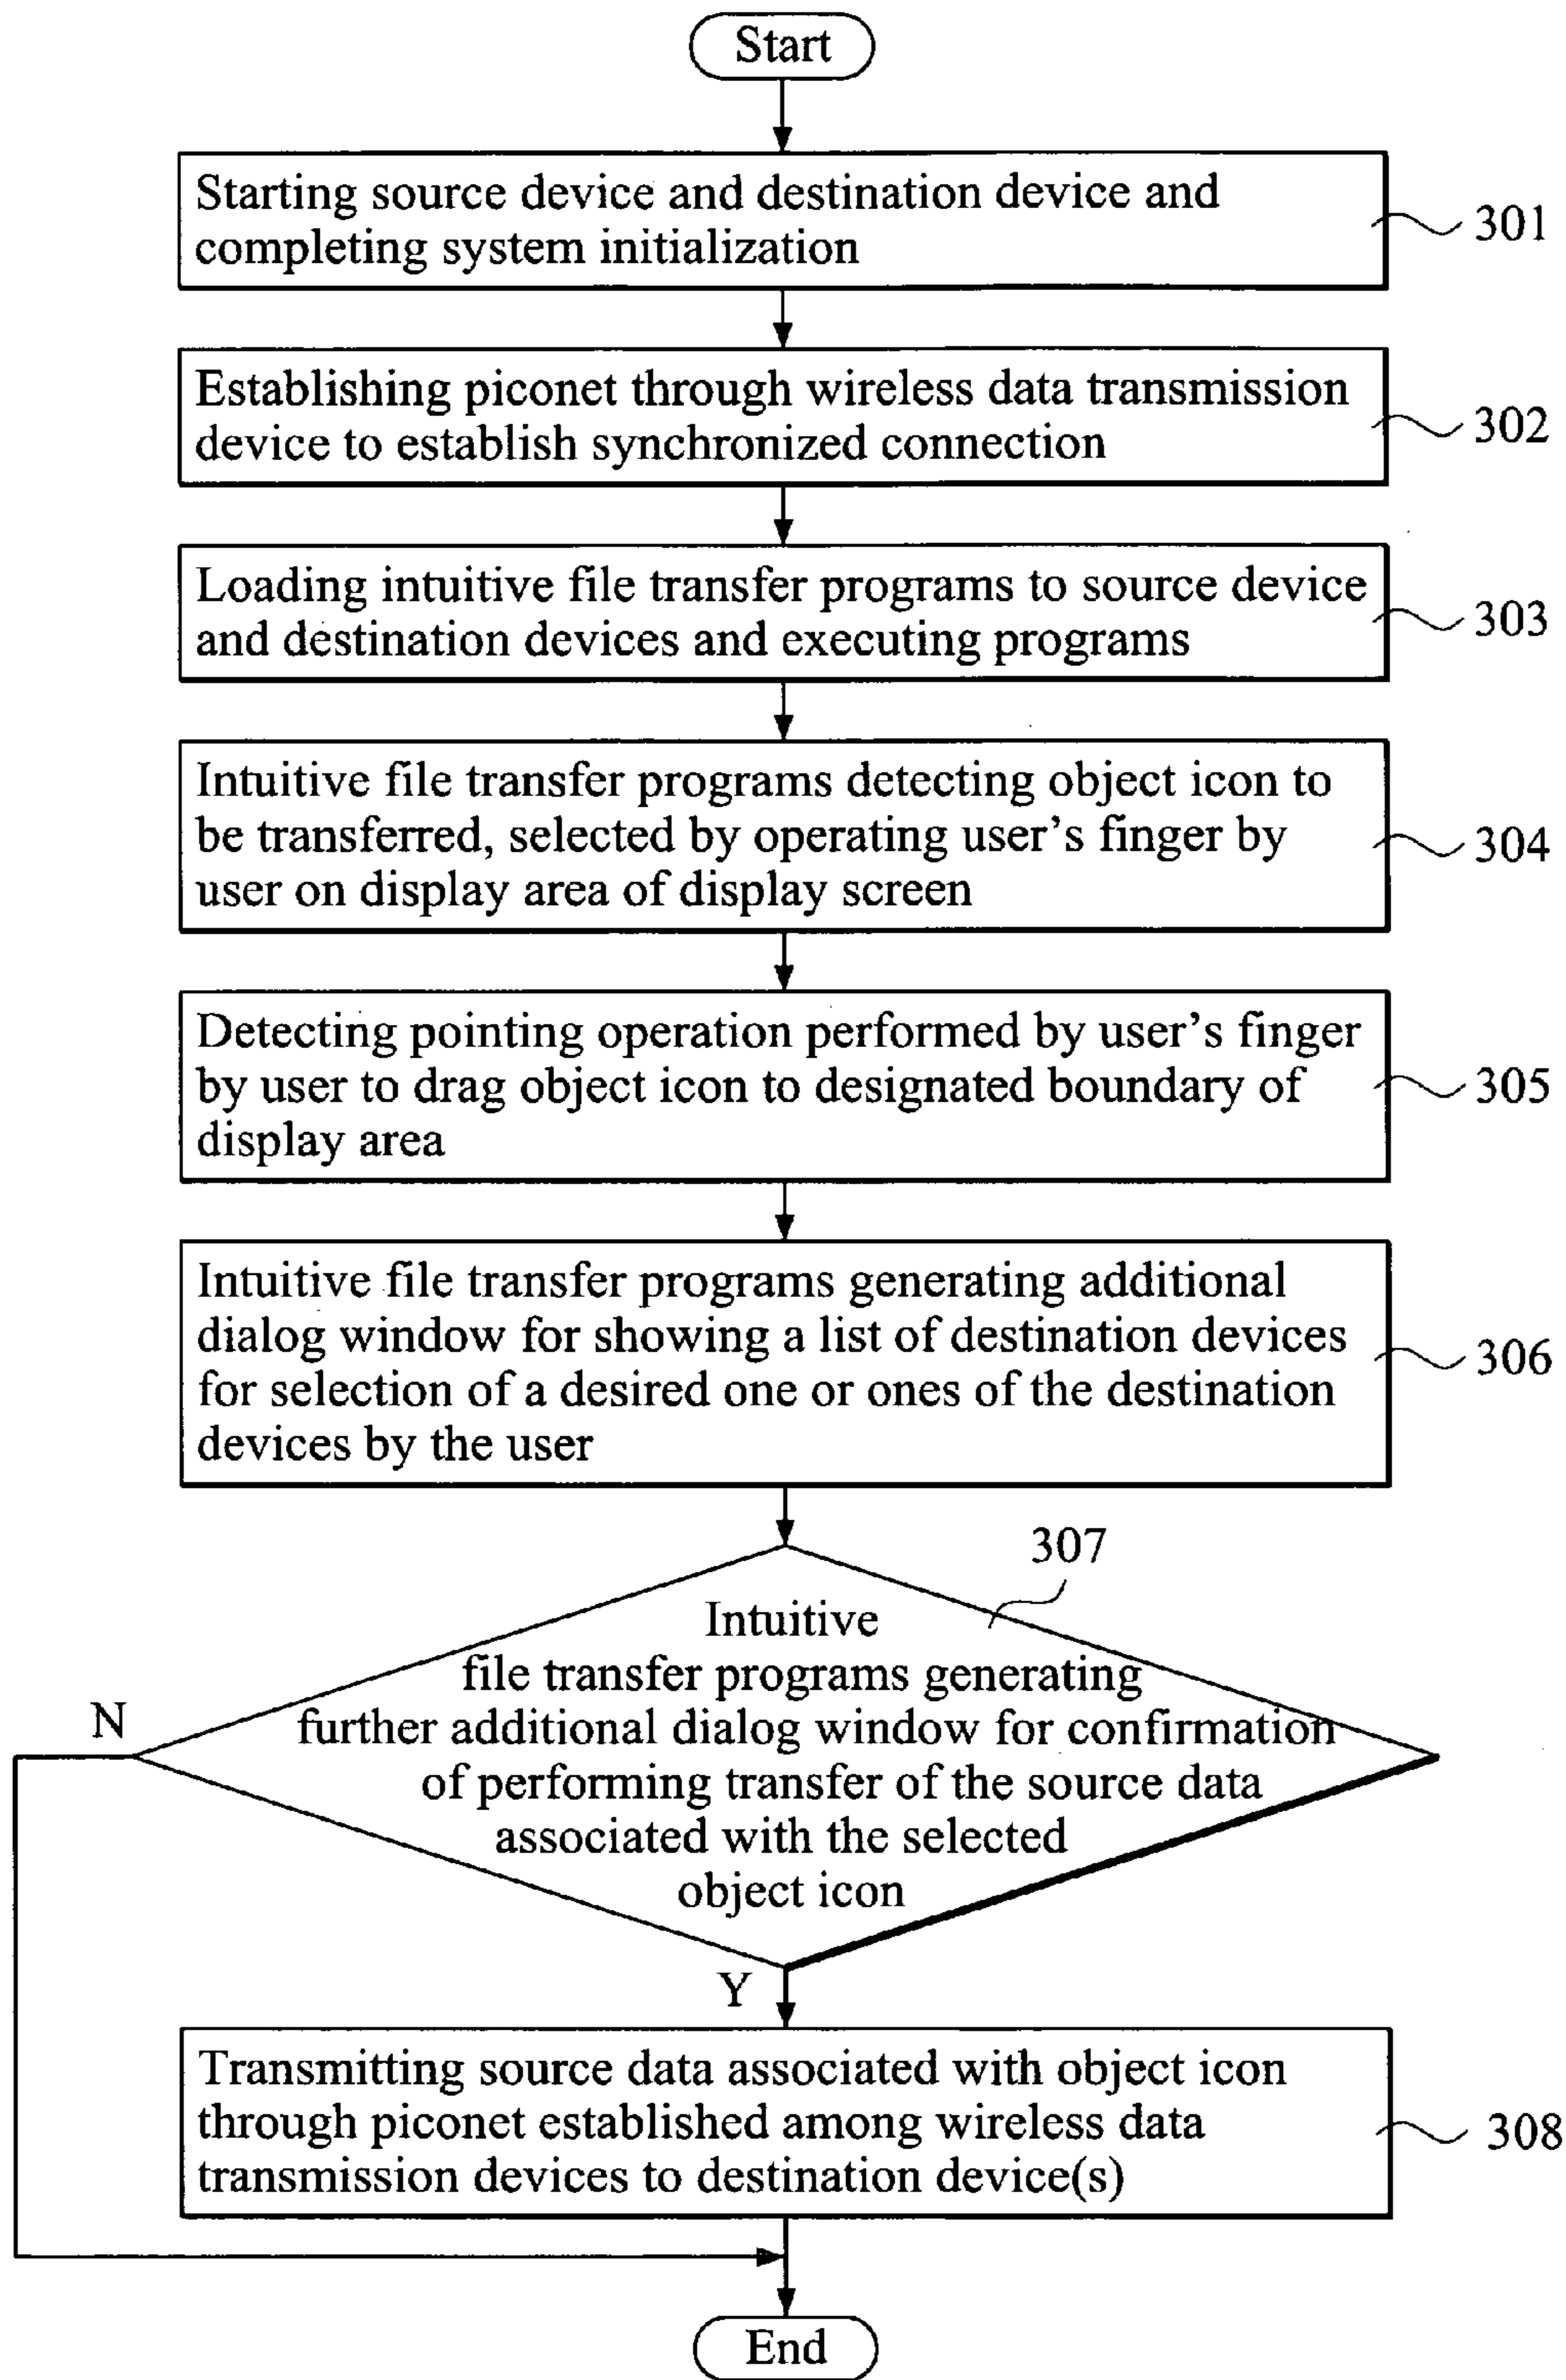 Start
Starting source device and destination device and
completing system initialization
301
Establishing piconet through wireless data transmission
device to establish synchronized connection
302
Loading intuitive file transfer programs to source device
and destination devices and executing programs
303
Intuitive file transfer programs detecting object icon to
be transferred, selected by operating user's finger by
user on display area of display screen
304
Detecting pointing operation performed by user's finger
by user to drag object icon to designated boundary of
display area
305
Intuitive file transfer programs generating additional
dialog window for showing a list of destination devices
for selection of a desired one or ones of the destination
devices by the user
306
307
Intuitive
file transfer programs generating
further additional dialog window for confirmation
of performing transfer of the source data
associated with the selected
object icon
N
Y
Transmitting source data associated with object icon
through piconet established among wireless data
transmission devices to destination device(s)
308
End